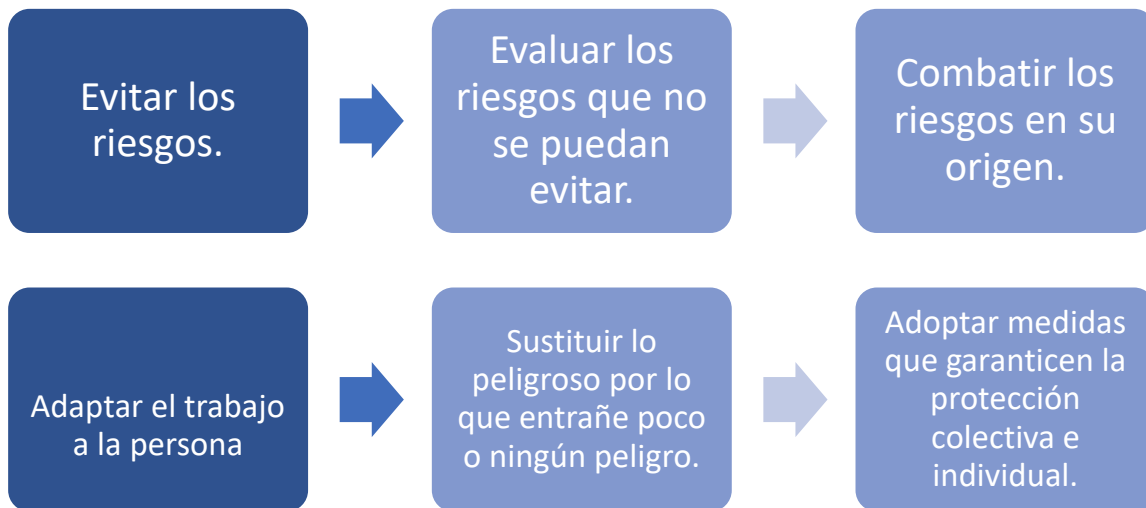 Evitar los
riesgos.
Evaluar los
riesgos que no
se puedan
evitar.
Combatir los
riesgos en su
origen.
Adaptar el trabajo
a la persona
Sustituir lo
peligroso por lo
que entrañe poco
o ningún peligro.
Adoptar medidas
que garanticen la
protección
colectiva e
individual.